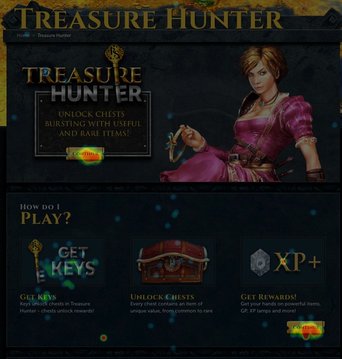 TREASURE HUNTER
Home > Treasure Hunter
TREASURE
HUNTER
UNLOCK CHESTS
BURSTING WITH USEFUL
AND RARE ITEMS!
CONTINUE
HOW DO I
PLAY?
GET
KEYS
XP+
GET KEYS
UNLOCK CHESTS
GET REWARDS!
Keys unlock chests in Treasure
Every chest contains an item of
Get your hands on powerful items,
Hunter - chests unlock rewards!
unique value, from common to rare
GP, XP lamps and more!
CONTINUE